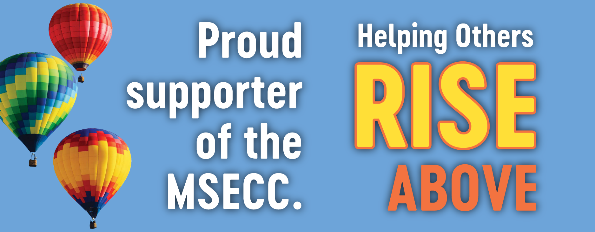 Proud
supporter
of the
MSECC.
Helping Others
RISE
ABOVE